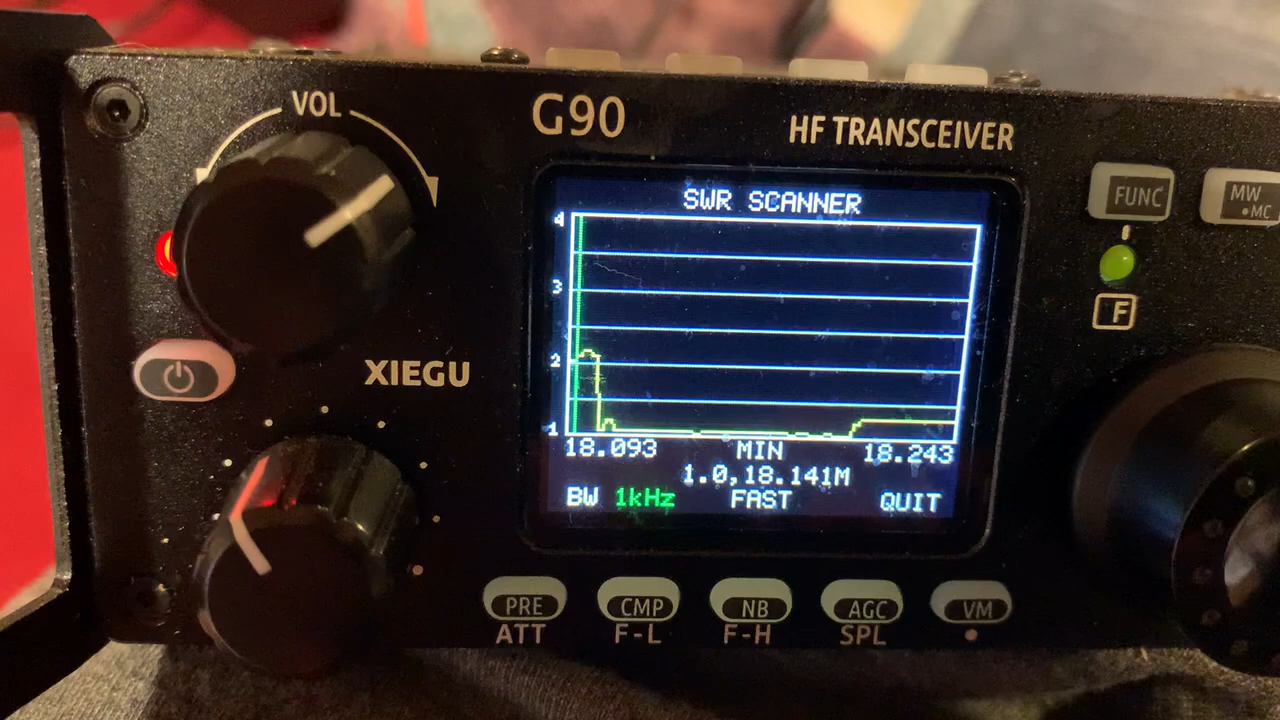 VOL
G90
HF TRANSCEIVER
SWR SCANNER
4
3
2
1
18.093 MIN 18.243
1.0,18.141M
BW 1kHz FAST QUIT
FUNC
MW
•MC
F
XIEGU
PRE CMP NB AGC VM
ATT F-L F-H SPL •